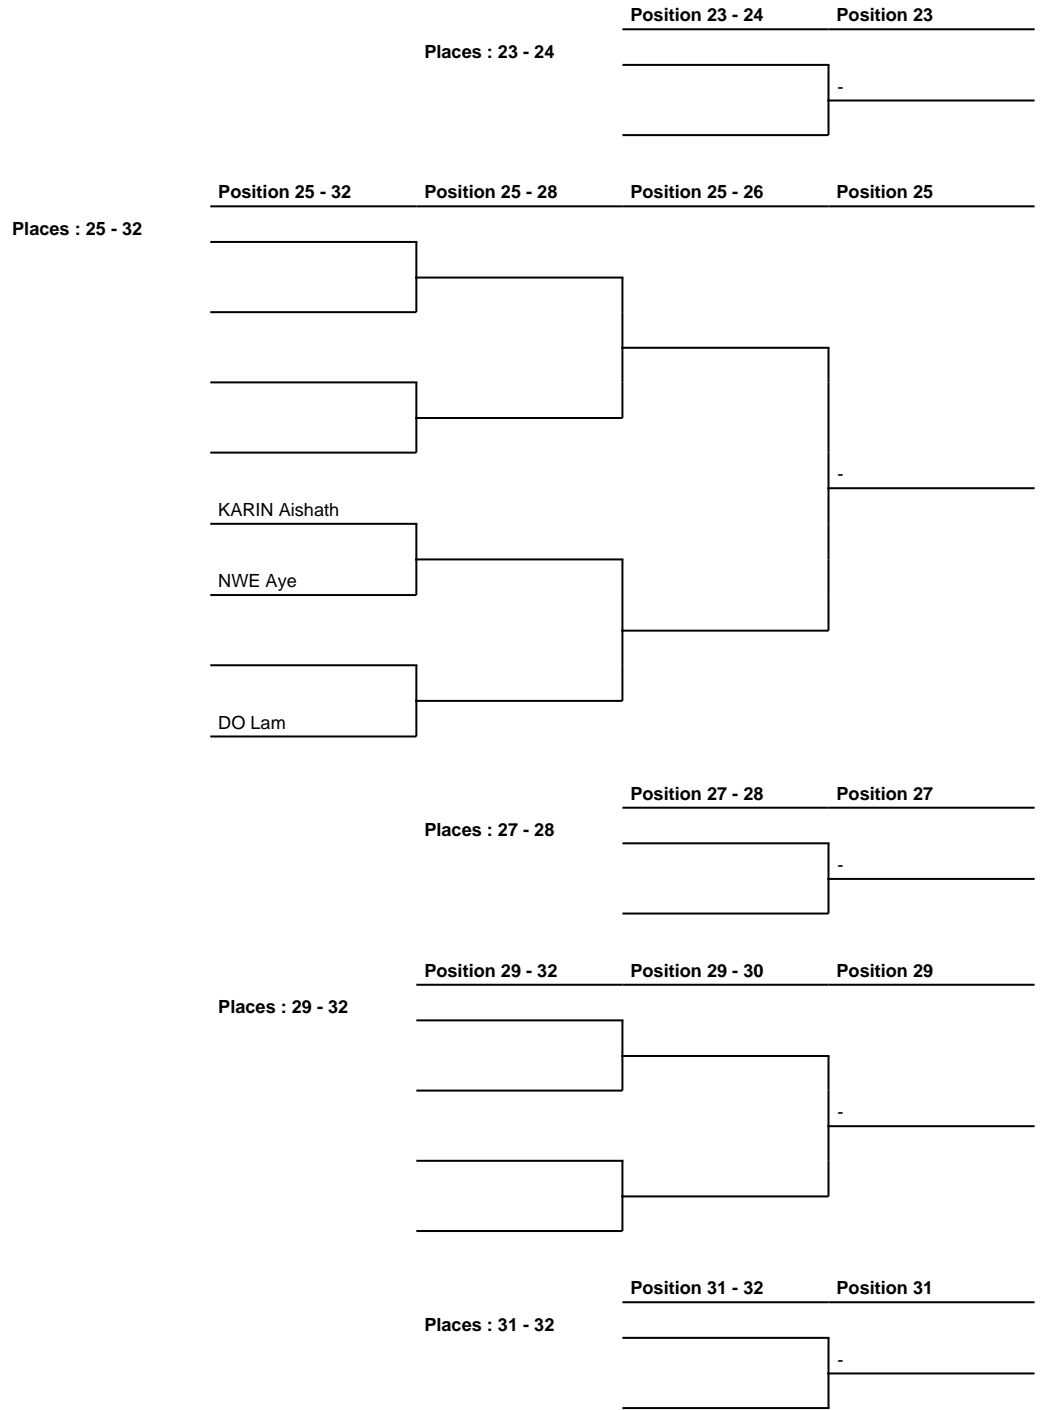 Position 23 - 24 Position 23
Places : 23 - 24
-
Position 25 - 32 Position 25 - 28 Position 25 - 26 Position 25
Places : 25 - 32
-
KARIN Aishath
NWE Aye
DO Lam
Position 27 - 28 Position 27
Places : 27 - 28
-
Position 29 - 32 Position 29 - 30 Position 29
Places : 29 - 32
-
Position 31 - 32 Position 31
Places : 31 - 32
-